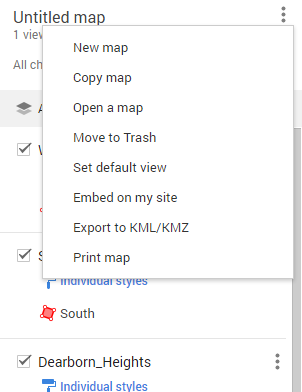 Untitled map
1 view
All ch
New map
Copy map
Open a map
Move to Trash
Set default view
Embed on my site
Export to KML/KMZ
Print map
Individual styles
South
Dearborn_Heights
Individual styles